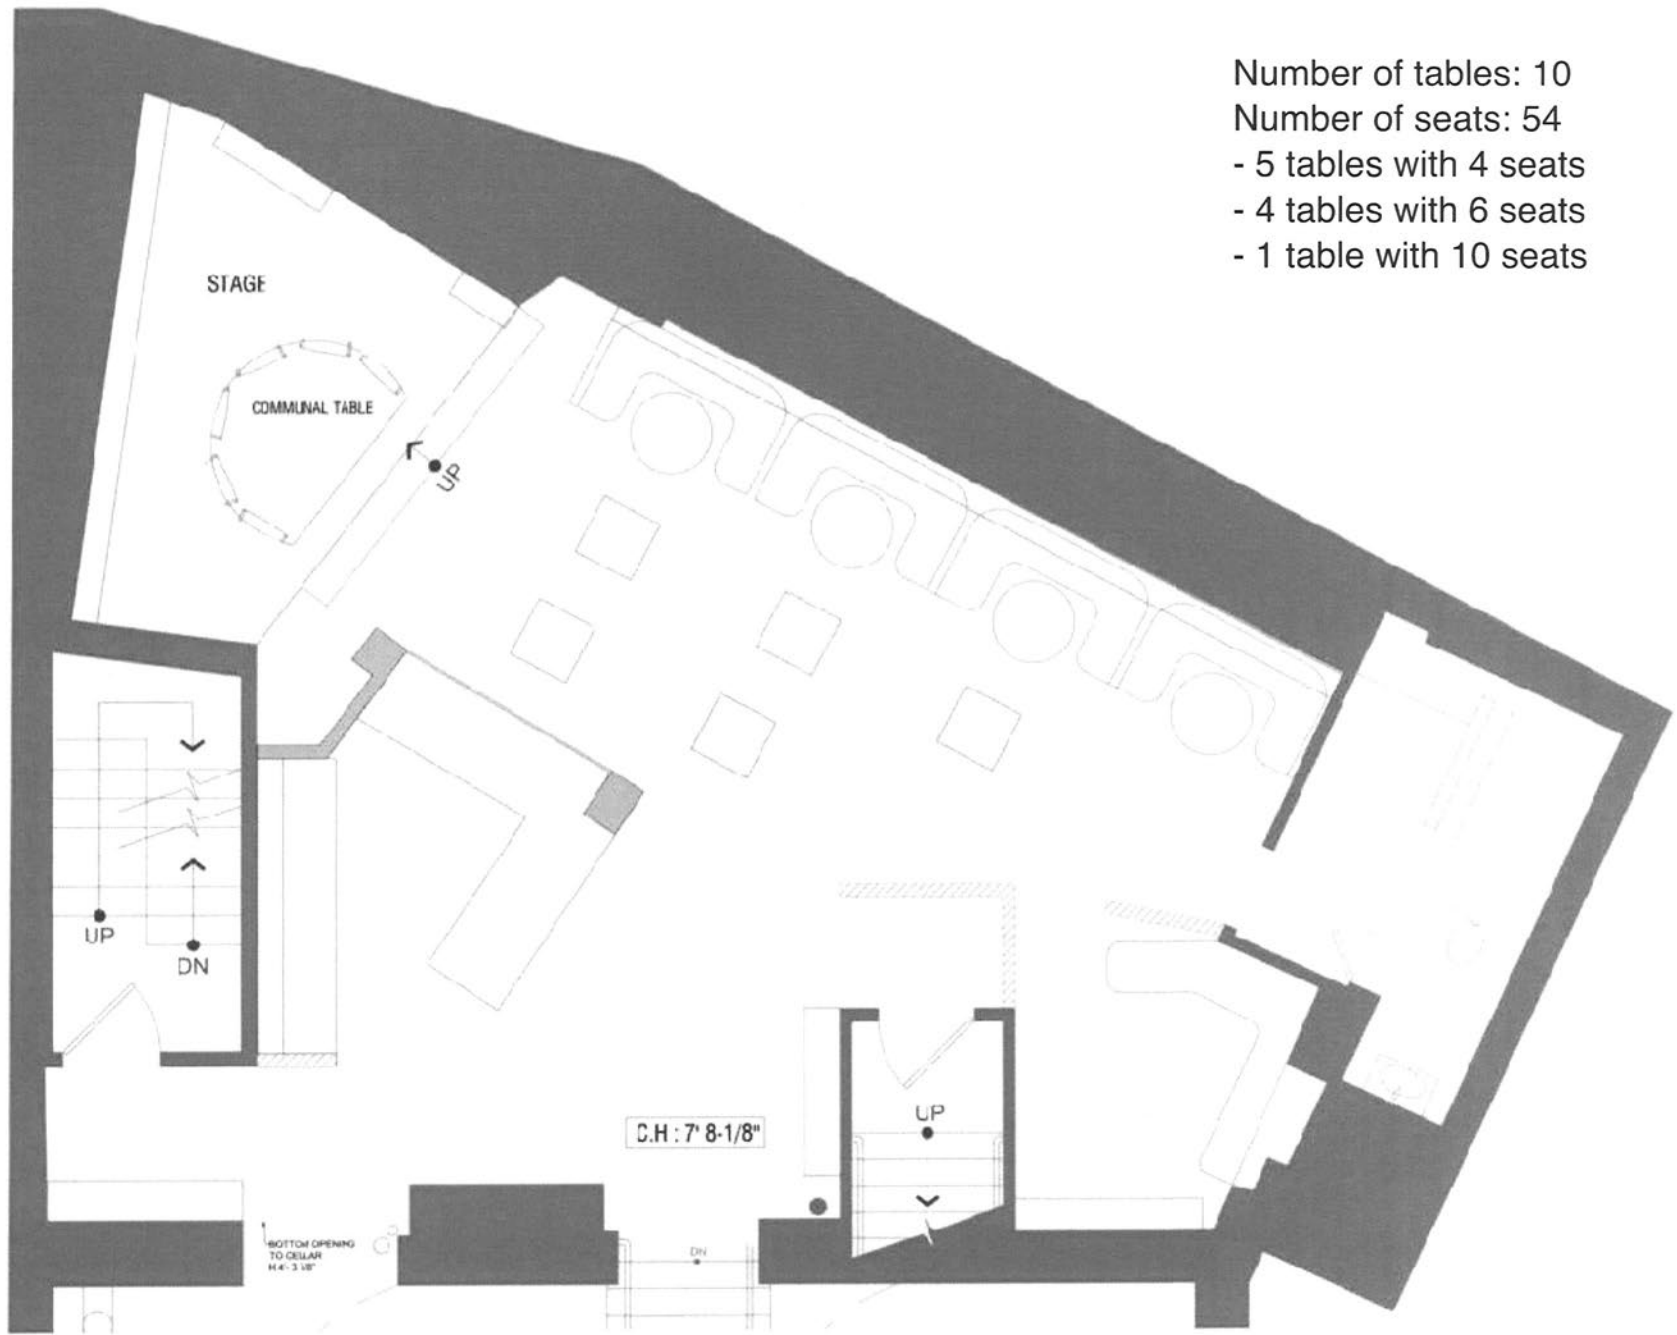 Number of tables: 10
Number of seats: 54
- 5 tables with 4 seats
- 4 tables with 6 seats
- 1 table with 10 seats
STAGE
COMMUNAL TABLE
UP
UP
DN
UP
C.H : 7' 8-1/8"
BOTTOM OPENING
TO CELLAR
DN